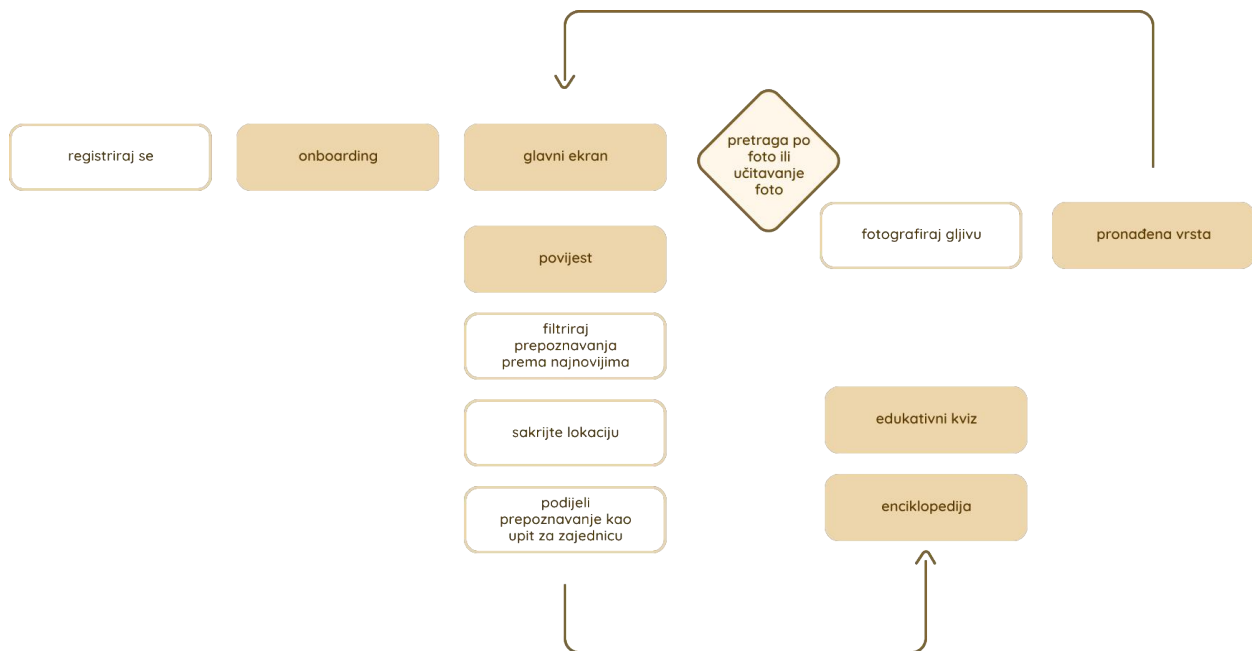 registriraj se
onboarding
glavni ekran
pretraga po
foto ili
učitavanje
foto
fotografiraj gljivu
pronađena vrsta
povijest
filtriraj
prepoznavanja
prema najnovijima
sakrijte lokaciju
podijeli
prepoznavanje kao
upit za zajednicu
edukativni kviz
enciklopedija